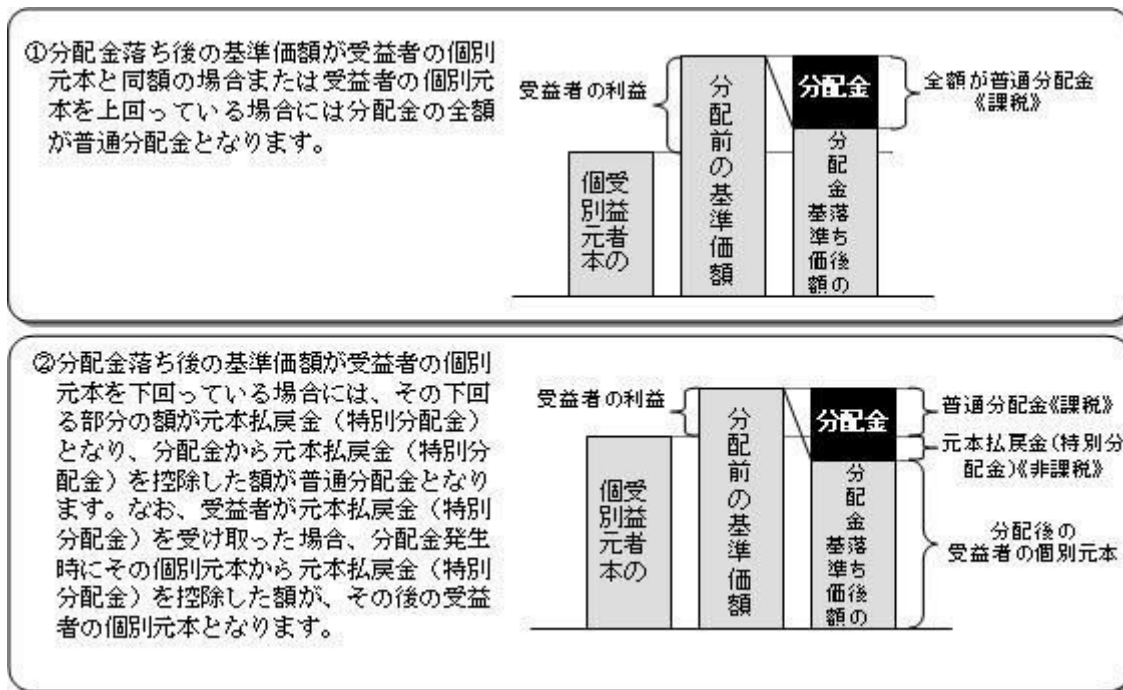 ①分配金落ち後の基準価額が受益者の個別
元本と同額の場合または受益者の個別元
本を上回っている場合には分配金の全額
が普通分配金となります。
受益者の利益
受益者の
個別元本
分配前の基準価額
分配金
分配金落ち後の
基準価額
全額が普通分配金
《課税》
②分配金落ち後の基準価額が受益者の個別
元本を下回っている場合には、その下回
る部分の額が元本払戻金（特別分配金）
となり、分配金から元本払戻金（特別分
配金）を控除した額が普通分配金となり
ます。なお、受益者が元本払戻金（特別
分配金）を受け取った場合、分配金発生
時にその個別元本から元本払戻金（特別
分配金）を控除した額が、その後の受益
者の個別元本となります。
受益者の利益
受益者の
個別元本
分配前の基準価額
分配金
分配金落ち後の
基準価額
普通分配金《課税》
元本払戻金（特別分
配金）《非課税》
分配後の
受益者の個別元本